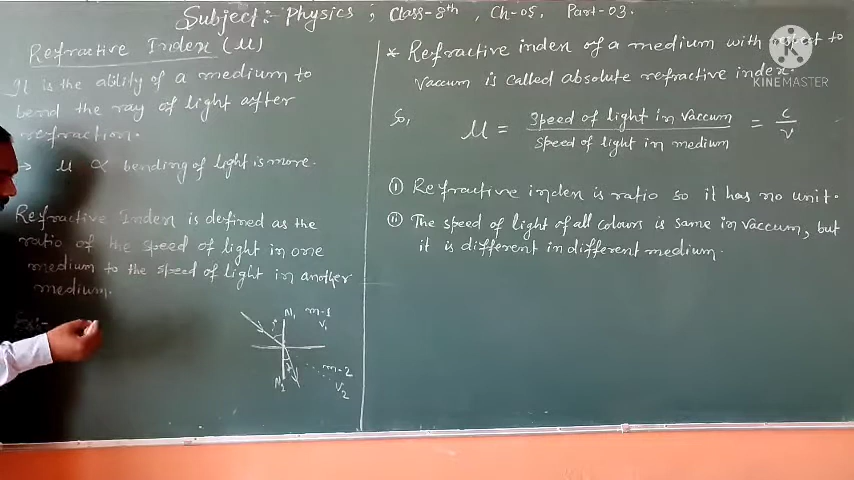 Subject:- Physics ; Class-8th , Ch-05, Part-03.
Refractive Index (μ)
It is the ability of a medium to
bend the ray of light after
refraction.
→ μ ∝ bending of light is more.
Refractive Index is defined as the
ratio of the speed of light in one
medium to the speed of light in another
medium.
N1 m-1
i
V1
r
m-2
N2
V2
* Refractive index of a medium with respect to
vaccum is called absolute refractive index.
So,
μ = Speed of light in vaccum / Speed of light in medium = c / v
(i) Refractive index is ratio so it has no unit.
(ii) The speed of light of all colours is same in vaccum, but
it is different in different medium.
KINEMASTER